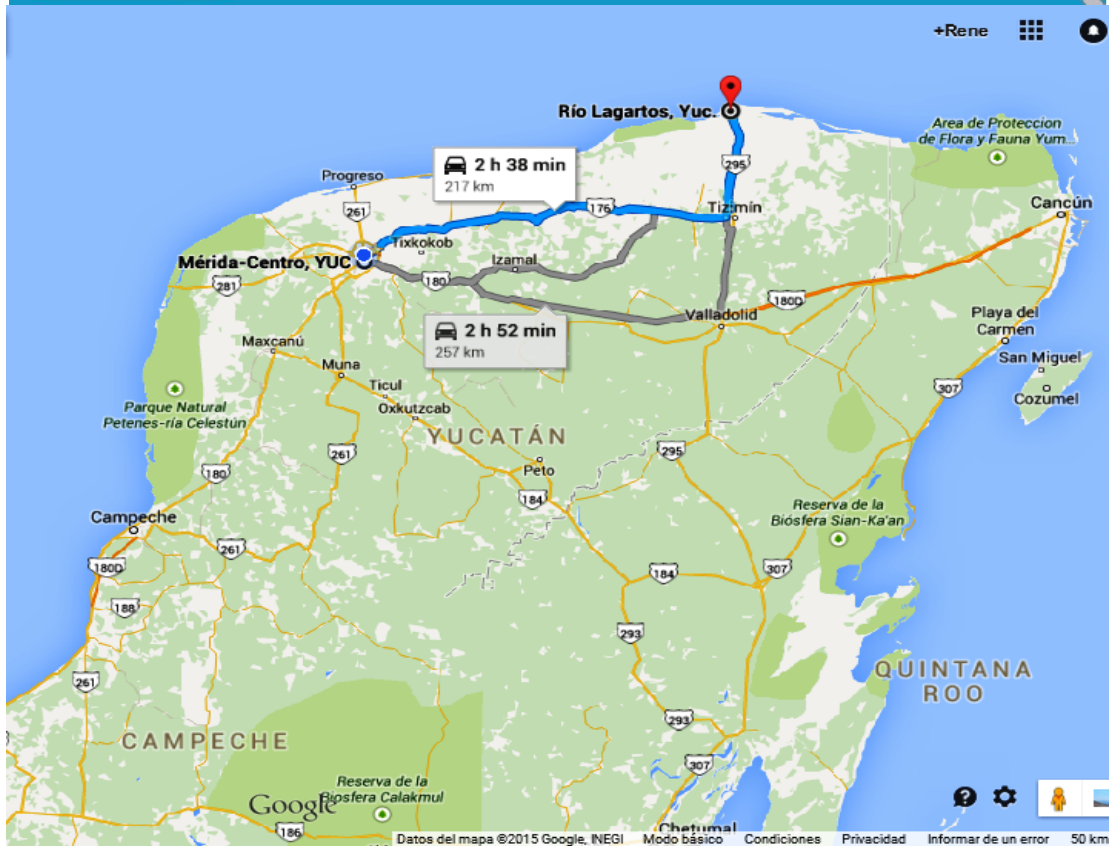 +Rene
Río Lagartos, Yuc.
Area de Proteccion
de Flora y Fauna Yum...
2 h 38 min
217 km
295
Progreso
261
176
Tizimín
Cancún
Tixkokob
Mérida-Centro, YUC
Izamal
180
281
180D
Valladolid
2 h 52 min
257 km
Playa del
Carmen
Maxcanú
San Miguel
Muna
Ticul
307
Cozumel
Oxkutzcab
Parque Natural
Petenes-ría Celestún
YUCATÁN
261
295
180
Peto
184
Reserva de la
Biósfera Sian-Ka'an
Campeche
261
180D
184
307
188
293
261
QUINTANA
ROO
293
CAMPECHE
307
Reserva de la
Biosfera Calakmul
Google
186
Chetumal
Datos del mapa ©2015 Google, INEGI Modo básico Condiciones Privacidad Informar de un error 50 km